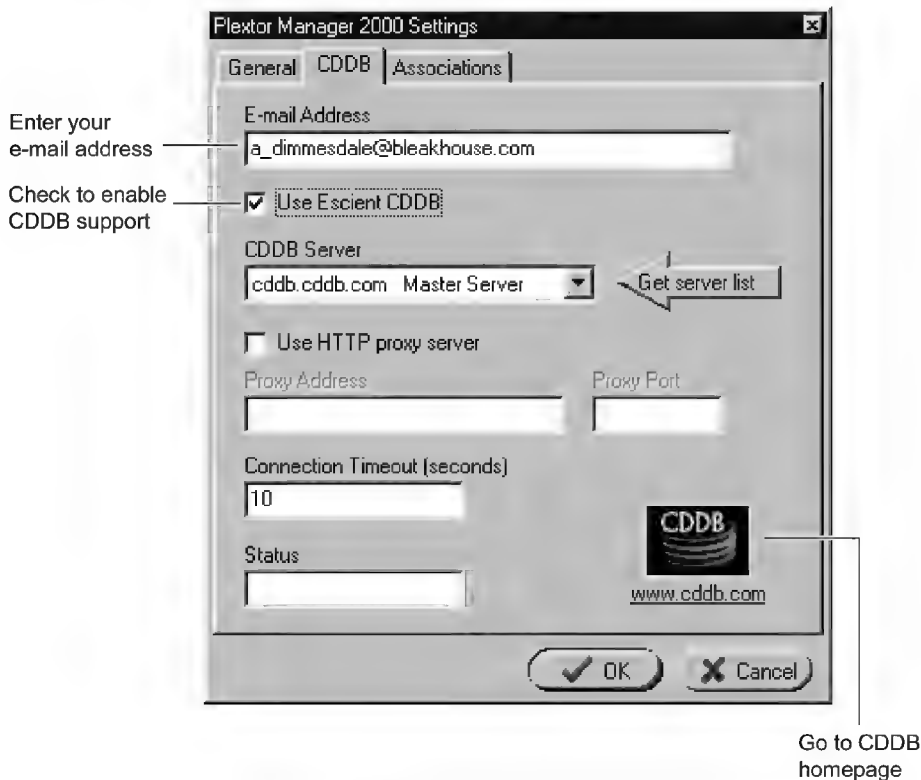 Plextor Manager 2000 Settings
General CDDB Associations
Enter your
e-mail address
E-mail Address
a_dimmesdale@bleakhouse.com
Check to enable
CDDB support
Use Escient CDDB
CDDB Server
cddb.cddb.com Master Server
Get server list
Use HTTP proxy server
Proxy Address Proxy Port
Connection Timeout (seconds)
10
CDDB
Status
www.cddb.com
OK Cancel
Go to CDDB
homepage